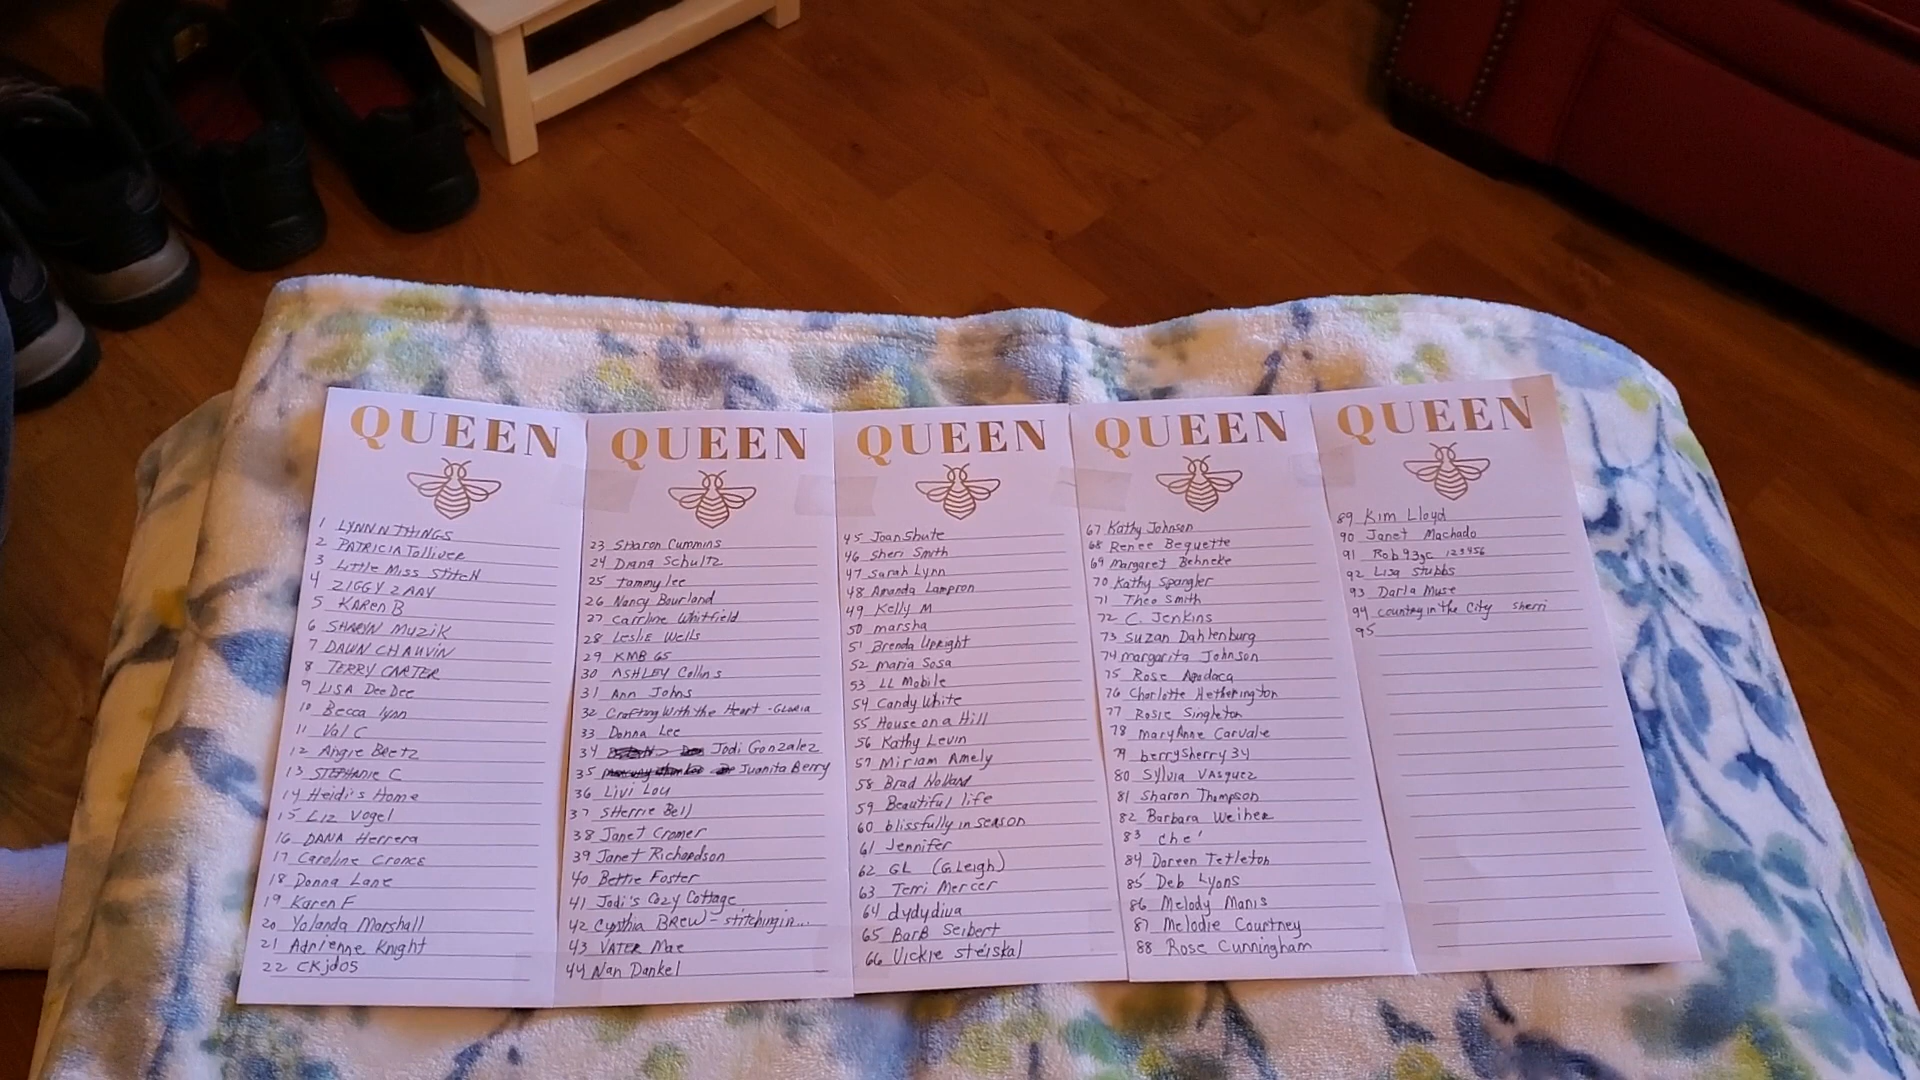 QUEEN
1 LYNN N THINGS
2 PATRICIA Tolliver
3 Little Miss Stitch
4 ZIGGY ZAAY
5 KAREN B
6 SHARYN MUZIK
7 DAWN CHAUVIN
8 TERRY CARTER
9 LISA DeeDee
10 Becca lynn
11 Val C
12 Angie Bretz
13 STEPHANIE C
14 Heidi's Home
15 Liz Vogel
16 DANA Herrera
17 Caroline Cronce
18 Donna Lane
19 Karen F
20 Yolanda Marshall
21 Adrienne Knight
22 CKjd05
QUEEN
23 Sharon Cummins
24 Diana Schultz
25 tammy lee
26 Nancy Bourland
27 Caroline Whitfield
28 Leslie Wells
29 KMB 65
30 ASHLEY Collins
31 Ann Johns
32 Crafting With the Heart - GLORIA
33 Donna Lee
34 Jodi Gonzalez
35 Juanita Berry
36 Livi Lou
37 SHerrie Bell
38 Janet Cromer
39 Janet Richardson
40 Bettie Foster
41 Jodi's Cozy Cottage
42 Cynthia BREW - stitchingin...
43 VATER Mae
44 Nan Dankel
QUEEN
45 Joan Shute
46 Sheri Smith
47 Sarah Lynn
48 Amanda Lampron
49 Kelly M
50 marsha
51 Brenda Upright
52 maria Sosa
53 LL Mobile
54 Candy White
55 House on a Hill
56 Kathy Levin
57 Miriam Amely
58 Brad
59 Beautiful life
60 blissfully in season
61 Jennifer
62 GL (G.Leigh)
63 Terri Mercer
64 dydydiva
65 Barb Seibert
66 Vickie stejskal
QUEEN
67 Kathy Johnson
68 Renee Bequette
69 Margaret Behneke
70 Kathy Spangler
71 Theo Smith
72 C. Jenkins
73 Suzan Dahlenburg
74 margarita Johnson
75 Rose Apodaca
76 Charlotte Hetherington
77 Rosie Singleton
78 MaryAnne Carvale
79 berrySherry34
80 Sylvia VAsquez
81 Sharon Thompson
82 Barbara Weiher
83 che'
84 Doreen Tetleton
85 Deb Lyons
86 Melody Manis
87 Melodie Courtney
88 Rose Cunningham
QUEEN
89 Kim Lloyd
90 Janet Machado
91 123456
92 Lisa Stubbs
93 Darla Muse
94 country in the City sherri
95